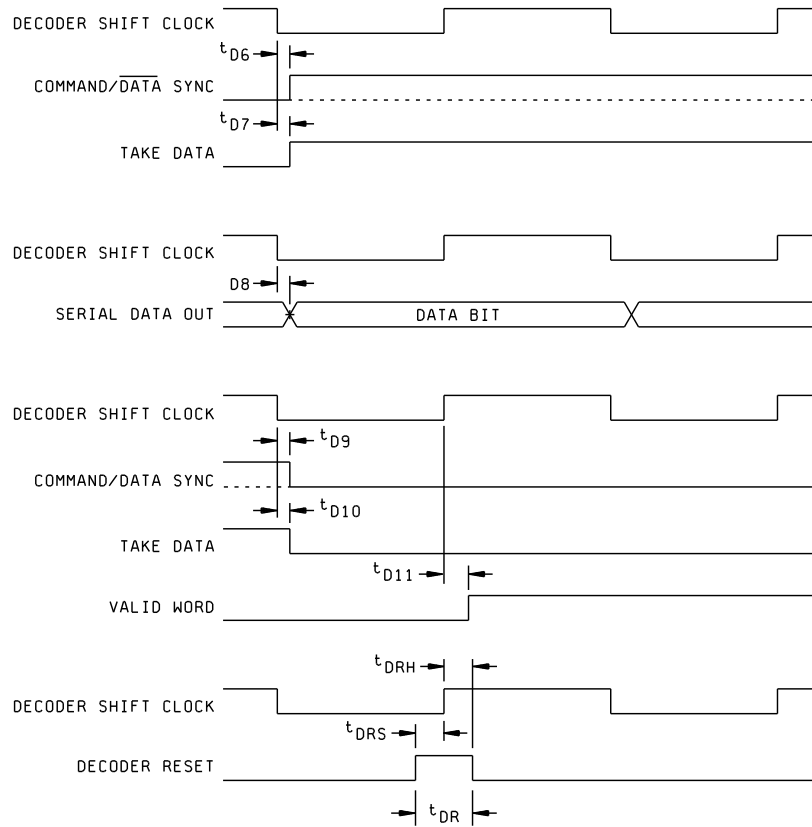 DECODER SHIFT CLOCK
tD6
COMMAND/DATA SYNC
tD7
TAKE DATA
DECODER SHIFT CLOCK
D8
SERIAL DATA OUT
DATA BIT
DECODER SHIFT CLOCK
tD9
COMMAND/DATA SYNC
tD10
TAKE DATA
tD11
VALID WORD
tDRH
DECODER SHIFT CLOCK
tDRS
DECODER RESET
tDR